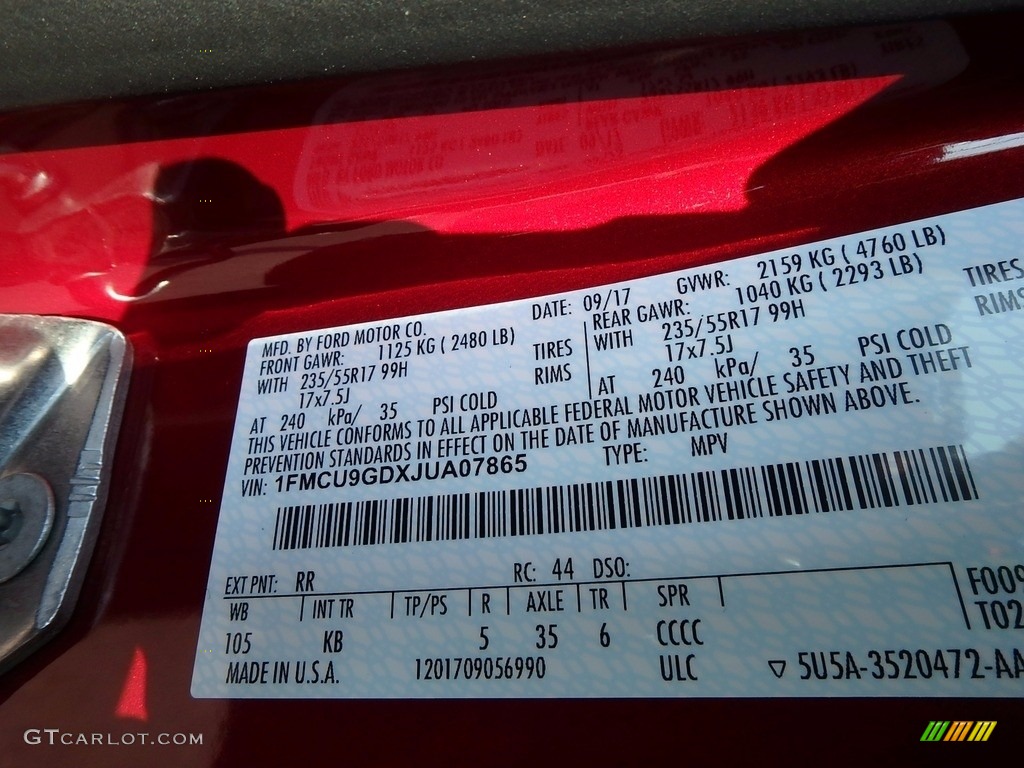 MFD. BY FORD MOTOR CO. DATE: 09/17 GVWR: 2159 KG ( 4760 LB)
FRONT GAWR: 1125 KG ( 2480 LB) REAR GAWR: 1040 KG ( 2293 LB)
WITH 235/55R17 99H TIRES WITH 235/55R17 99H TIRES
17x7.5J RIMS 17x7.5J RIMS
AT 240 kPa/ 35 PSI COLD AT 240 kPa/ 35 PSI COLD
THIS VEHICLE CONFORMS TO ALL APPLICABLE FEDERAL MOTOR VEHICLE SAFETY AND THEFT
PREVENTION STANDARDS IN EFFECT ON THE DATE OF MANUFACTURE SHOWN ABOVE.
VIN: 1FMCU9GDXJUA07865 TYPE: MPV
EXT PNT: RR RC: 44 DSO:
WB INT TR TP/PS R AXLE TR SPR F009
105 KB 5 35 6 CCCC T02
MADE IN U.S.A. 1201709056990 ULC ▽ 5U5A-3520472-AA
GTCARLOT.COM